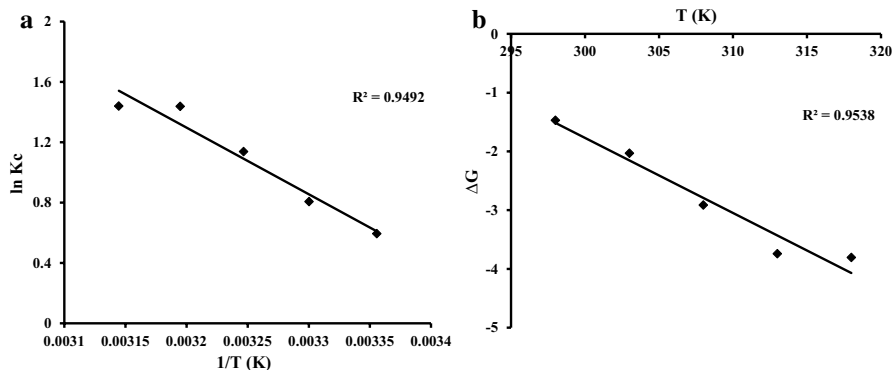 a
2
1.6
1.2
0.8
0.4
0
ln Kc
R² = 0.9492
0.0031 0.00315 0.0032 0.00325 0.0033 0.00335 0.0034
1/T (K)
b
T (K)
295 300 305 310 315 320
0
-1
-2
-3
-4
-5
ΔG
R² = 0.9538